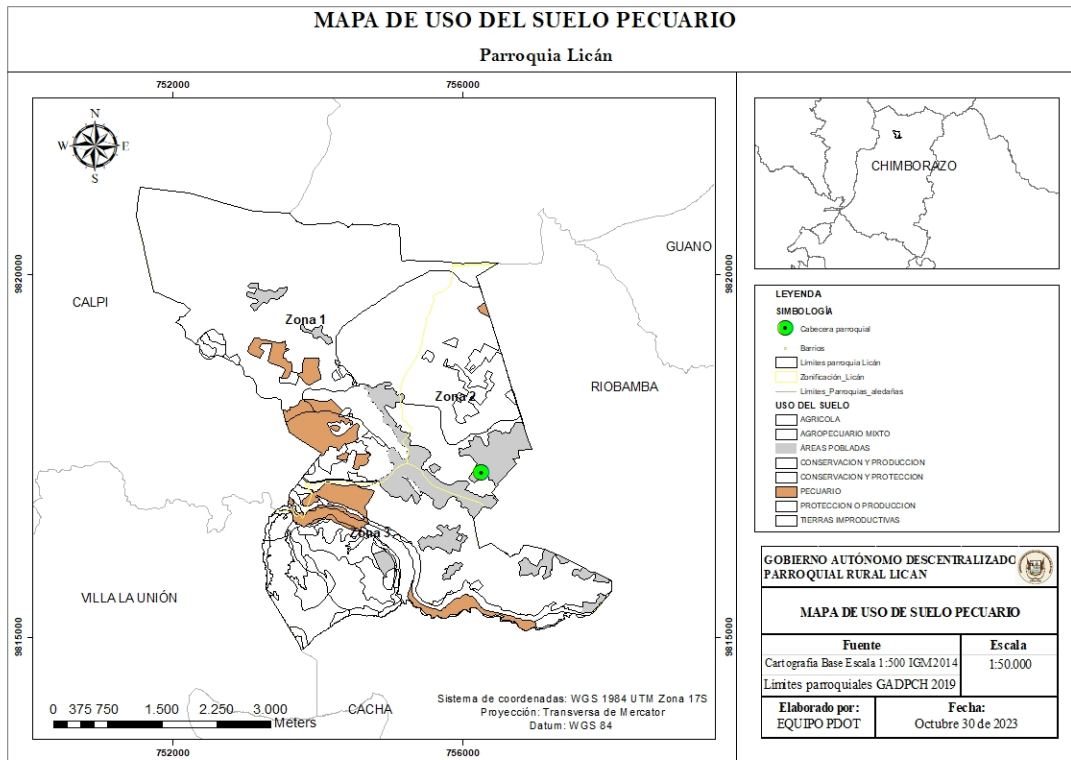 MAPA DE USO DEL SUELO PECUARIO
Parroquia Licán
752000
756000
N
W
E
S
GUANO
9820000
9820000
CALPI
Zona 1
RIOBAMBA
Zona 2
Zona 3
VILLA LA UNIÓN
9815000
9815000
CACHA
Sistema de coordenadas: WGS 1984 UTM Zona 17S
Proyección: Transversa de Mercator
Datum: WGS 84
0 375 750 1.500 2.250 3.000
Meters
752000
756000
CHIMBORAZO
LEYENDA
SIMBOLOGÍA
Cabecera parroquial
Barrios
Límites parroquia Licán
Zonificación_Licán
Límites_Parroquias_aledañas
USO DEL SUELO
AGRICOLA
AGROPECUARIO MIXTO
ÁREAS POBLADAS
CONSERVACION Y PRODUCCION
CONSERVACION Y PROTECCION
PECUARIO
PROTECCION O PRODUCCION
TIERRAS IMPRODUCTIVAS
GOBIERNO AUTÓNOMO DESCENTRALIZADO
PARROQUIAL RURAL LICAN
MAPA DE USO DE SUELO PECUARIO
Fuente
Escala
Cartografía Base Escala 1:500 IGM2014
1:50.000
Límites parroquiales GADPCH 2019
Elaborado por:
EQUIPO PDOT
Fecha:
Octubre 30 de 2023